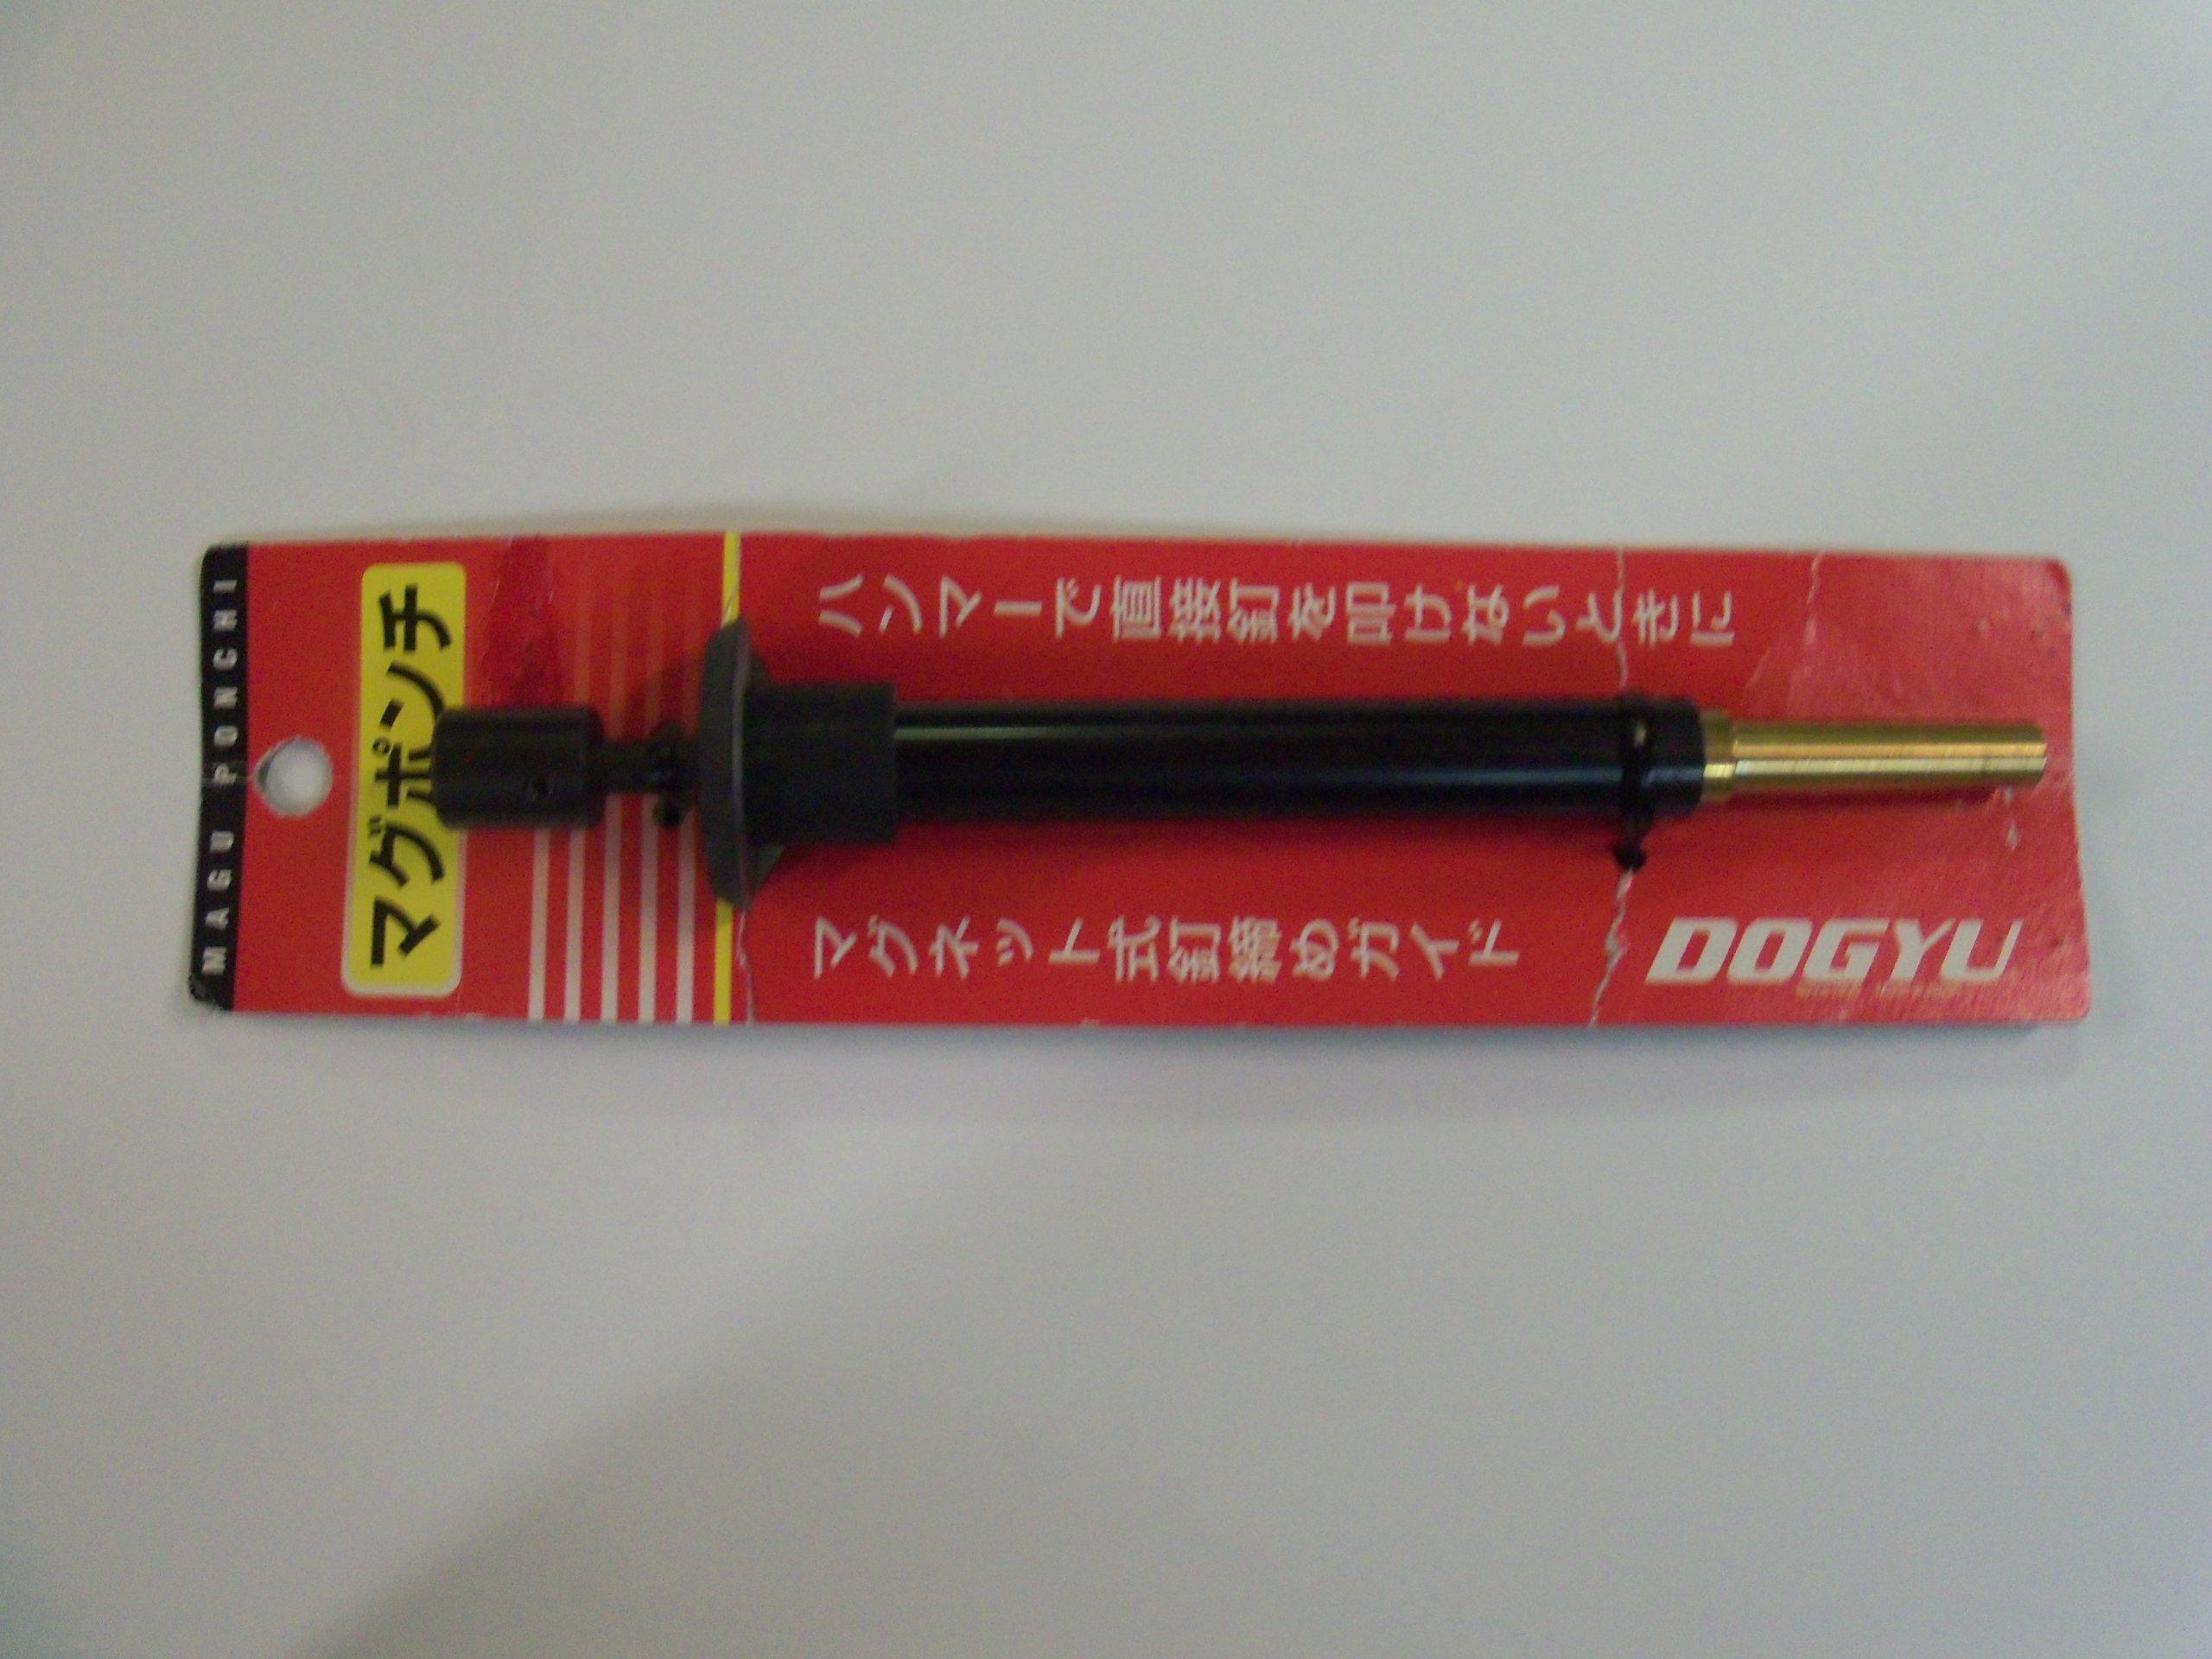 MAGU PONCHI
マグポンチ
ハンマーで直接釘を叩けないときに
マグネット式釘締めガイド
DOGYU